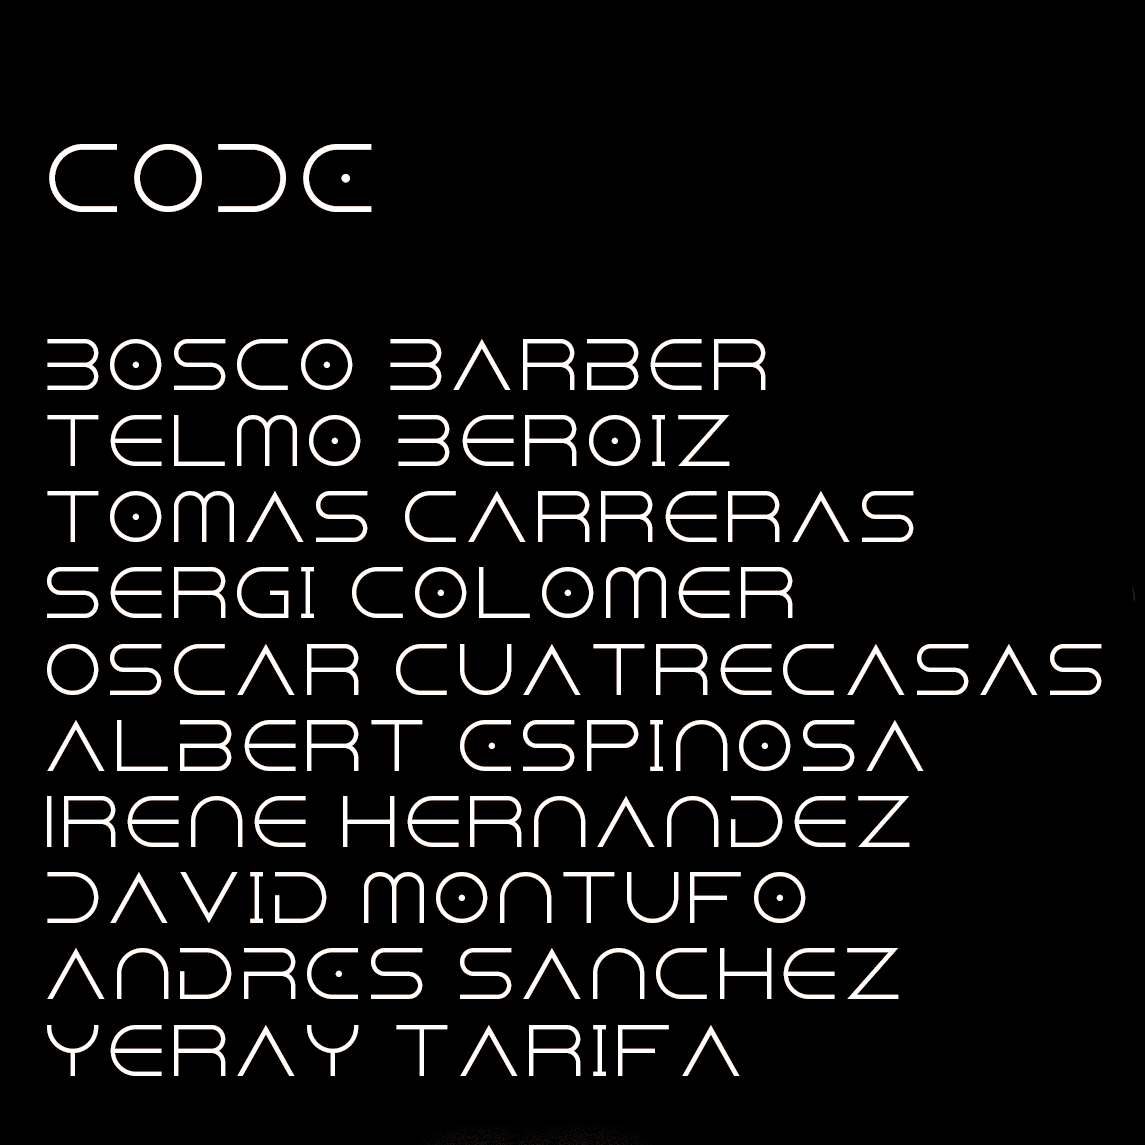 CODE
BOSCO BARBER
TELMO BEROIZ
TOMAS CARRERAS
SERGI COLOMER
OSCAR CUATRECASAS
ALBERT ESPINOSA
IRENE HERNANDEZ
DAVID MONTUFO
ANDRES SANCHEZ
YERAY TARIFA